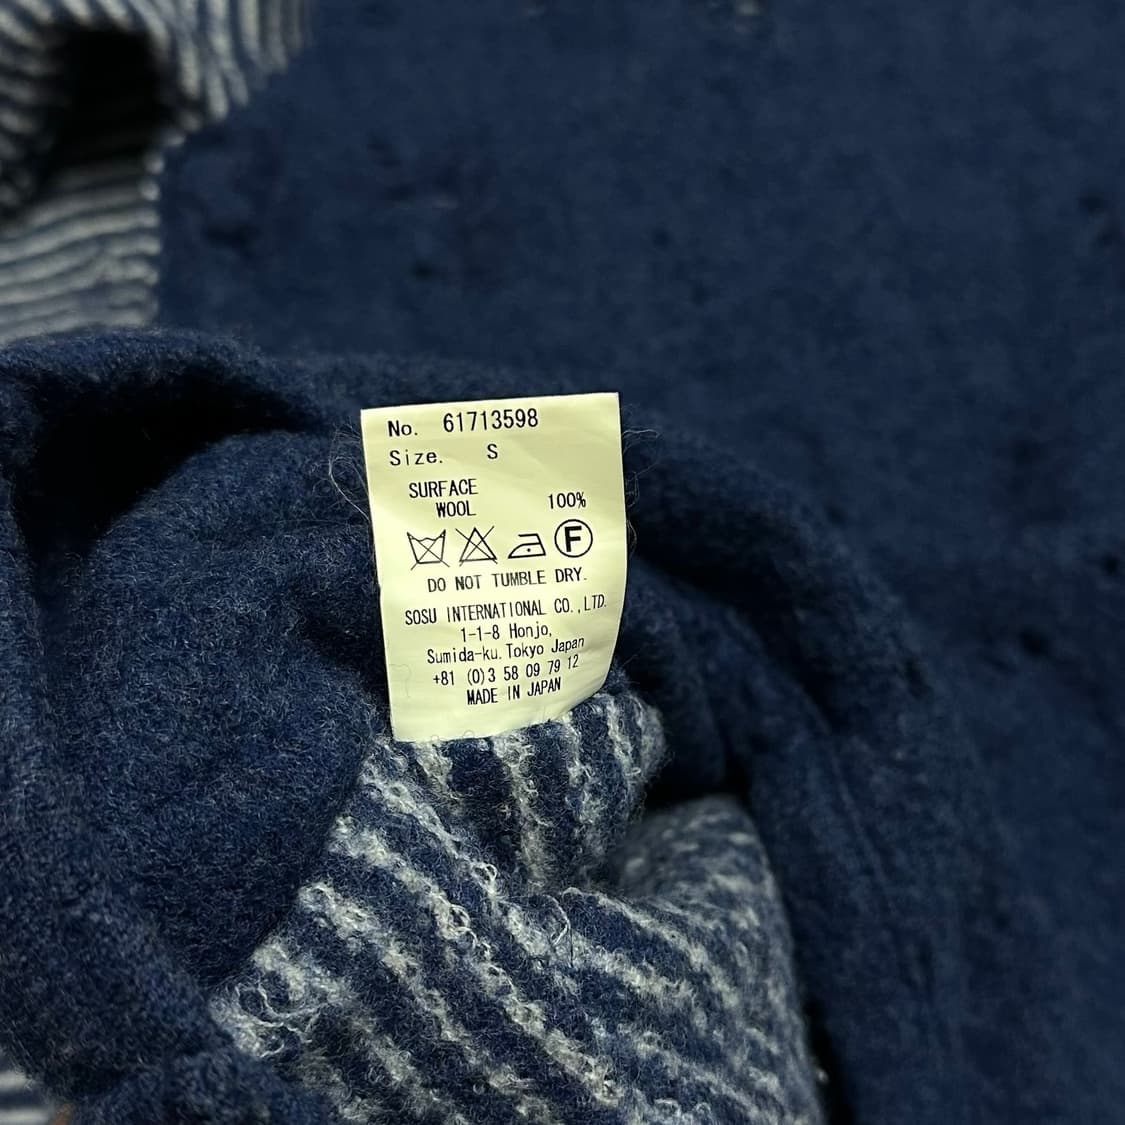 No. 61713598
Size. S
SURFACE
WOOL 100%
F
DO NOT TUMBLE DRY.
SOSU INTERNATIONAL CO.,LTD.
1-1-8 Honjo,
Sumida-ku.Tokyo Japan
+81 (0)3 58 09 79 12
MADE IN JAPAN